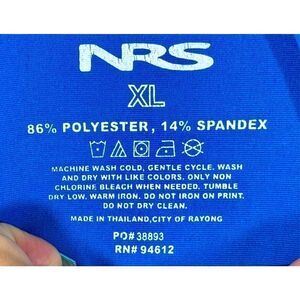 NRS
XL
86% POLYESTER, 14% SPANDEX
MACHINE WASH COLD, GENTLE CYCLE. WASH
AND DRY WITH LIKE COLORS, ONLY NON
CHLORINE BLEACH WHEN NEEDED. TUMBLE
DRY LOW, WARM IRON. DO NOT IRON ON PRINT.
DO NOT DRY CLEAN.
MADE IN THAILAND,CITY OF RAYONG
PO# 38893
RN# 94612